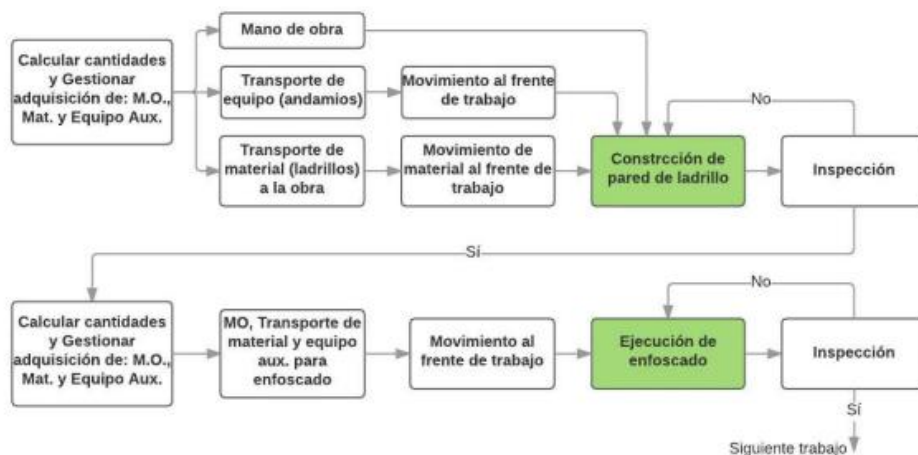 Mano de obra
Calcular cantidades
y Gestionar
adquisición de: M.O.,
Mat. y Equipo Aux.
Transporte de
equipo (andamios)
Movimiento al frente
de trabajo
No
Transporte de
material (ladrillos)
a la obra
Movimiento de
material al frente de
trabajo
Constrcción de
pared de ladrillo
Inspección
Sí
Calcular cantidades
y Gestionar
adquisición de: M.O.,
Mat. y Equipo Aux.
MO, Transporte de
material y equipo
aux. para
enfoscado
Movimiento al
frente de trabajo
No
Ejecución de
enfoscado
Inspección
Sí
Siguiente trabajo